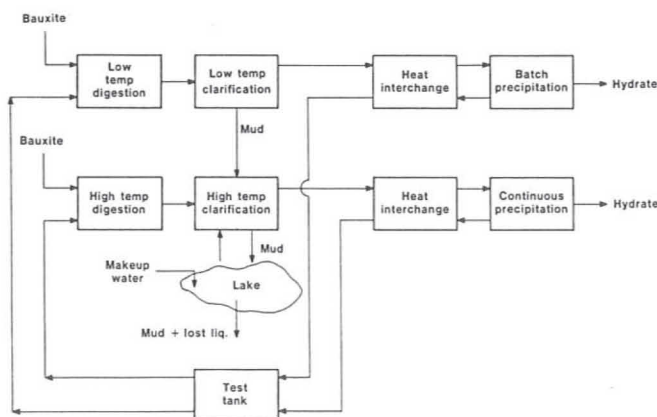 Bauxite
Low
temp
digestion
Low temp
clarification
Heat
interchange
Batch
precipitation
Hydrate
Mud
Bauxite
High temp
digestion
High temp
clarification
Heat
interchange
Continuous
precipitation
Hydrate
Mud
Makeup
water
Lake
Mud + lost liq.
Test
tank